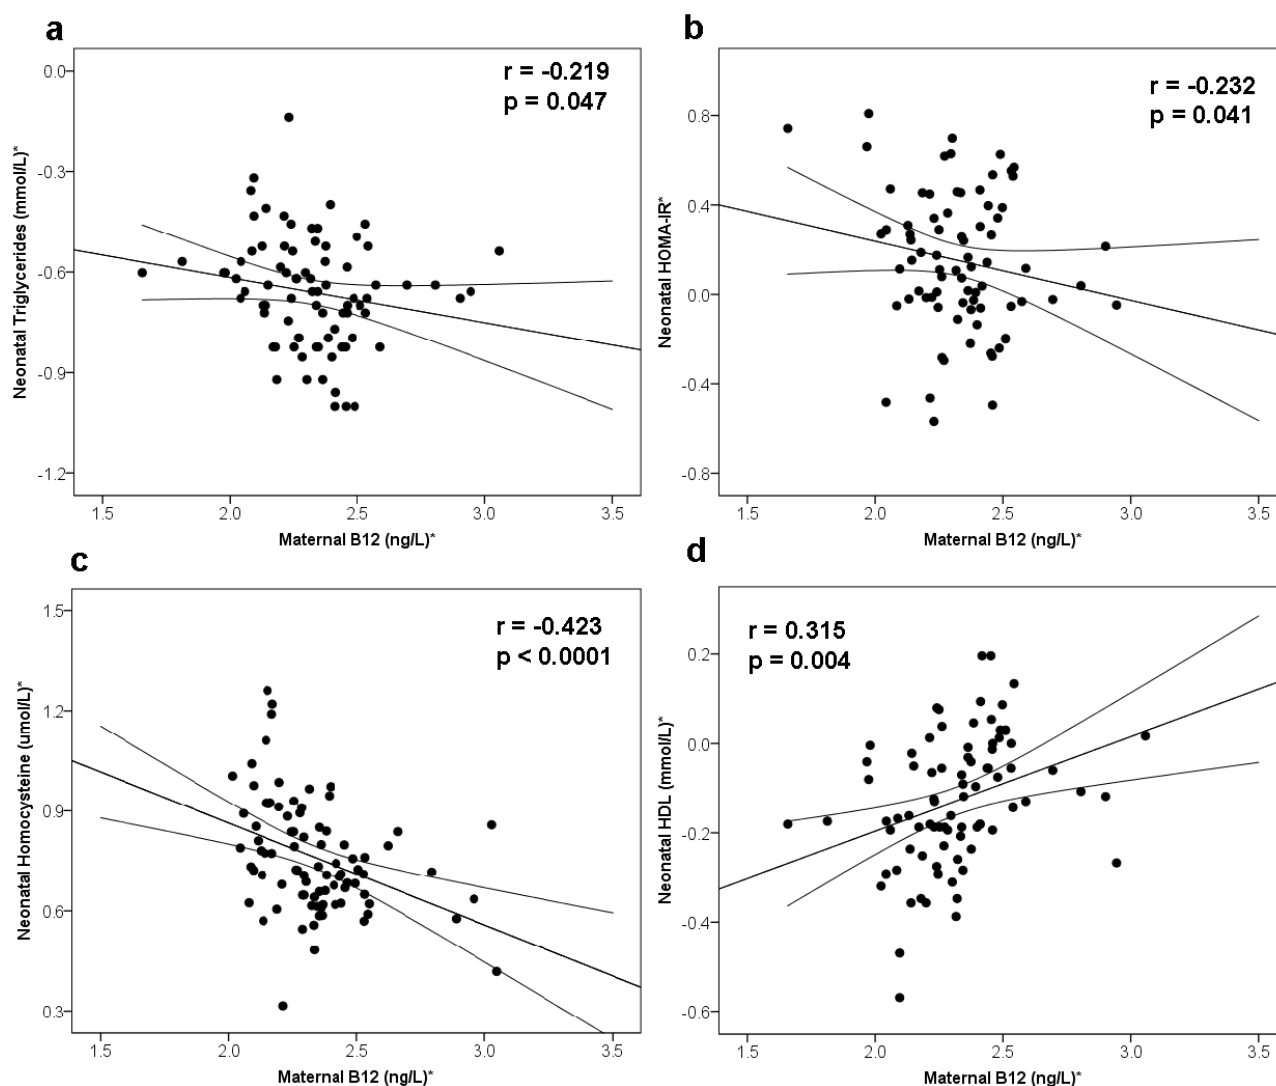 a
r = -0.219
p = 0.047
0.0
-0.3
-0.6
-0.9
-1.2
Neonatal Triglycerides (mmol/L)*
1.5 2.0 2.5 3.0 3.5
Maternal B12 (ng/L)*
b
r = -0.232
p = 0.041
0.8
0.4
0.0
-0.4
-0.8
Neonatal HOMA-IR*
1.5 2.0 2.5 3.0 3.5
Maternal B12 (ng/L)*
c
r = -0.423
p < 0.0001
1.5
1.2
0.9
0.6
0.3
Neonatal Homocysteine (umol/L)*
1.5 2.0 2.5 3.0 3.5
Maternal B12 (ng/L)*
d
r = 0.315
p = 0.004
0.2
0.0
-0.2
-0.4
-0.6
Neonatal HDL (mmol/L)*
1.5 2.0 2.5 3.0 3.5
Maternal B12 (ng/L)*